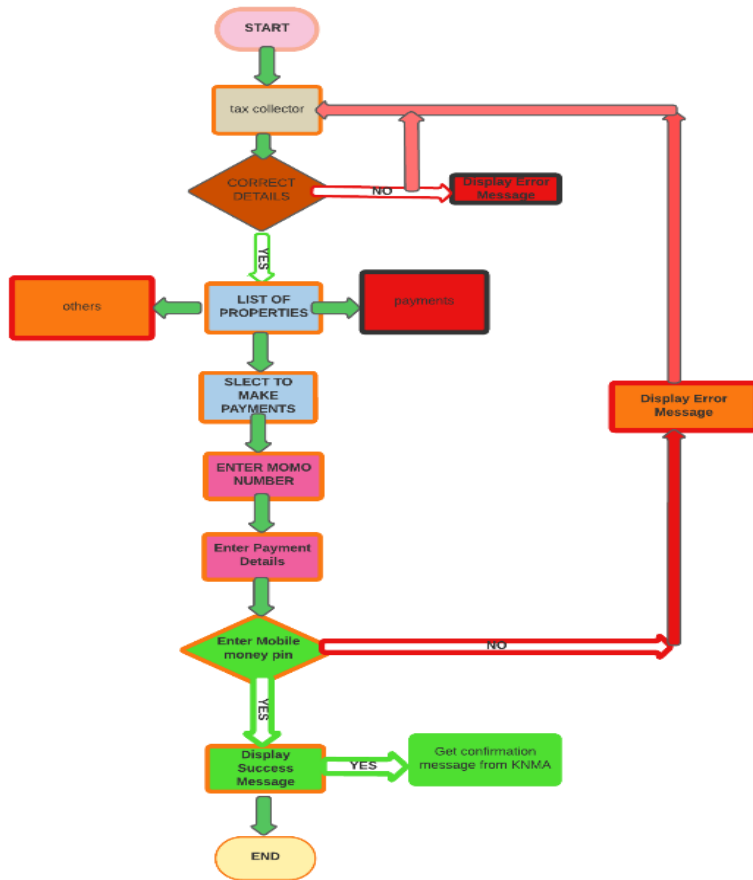 START
tax collector
CORRECT
DETAILS
NO
Display Error
Message
YES
others
LIST OF
PROPERTIES
payments
SLECT TO
MAKE
PAYMENTS
Display Error
Message
ENTER MOMO
NUMBER
Enter Payment
Details
Enter Mobile
money pin
NO
YES
Display
Success
Message
YES
Get confirmation
message from KNMA
END